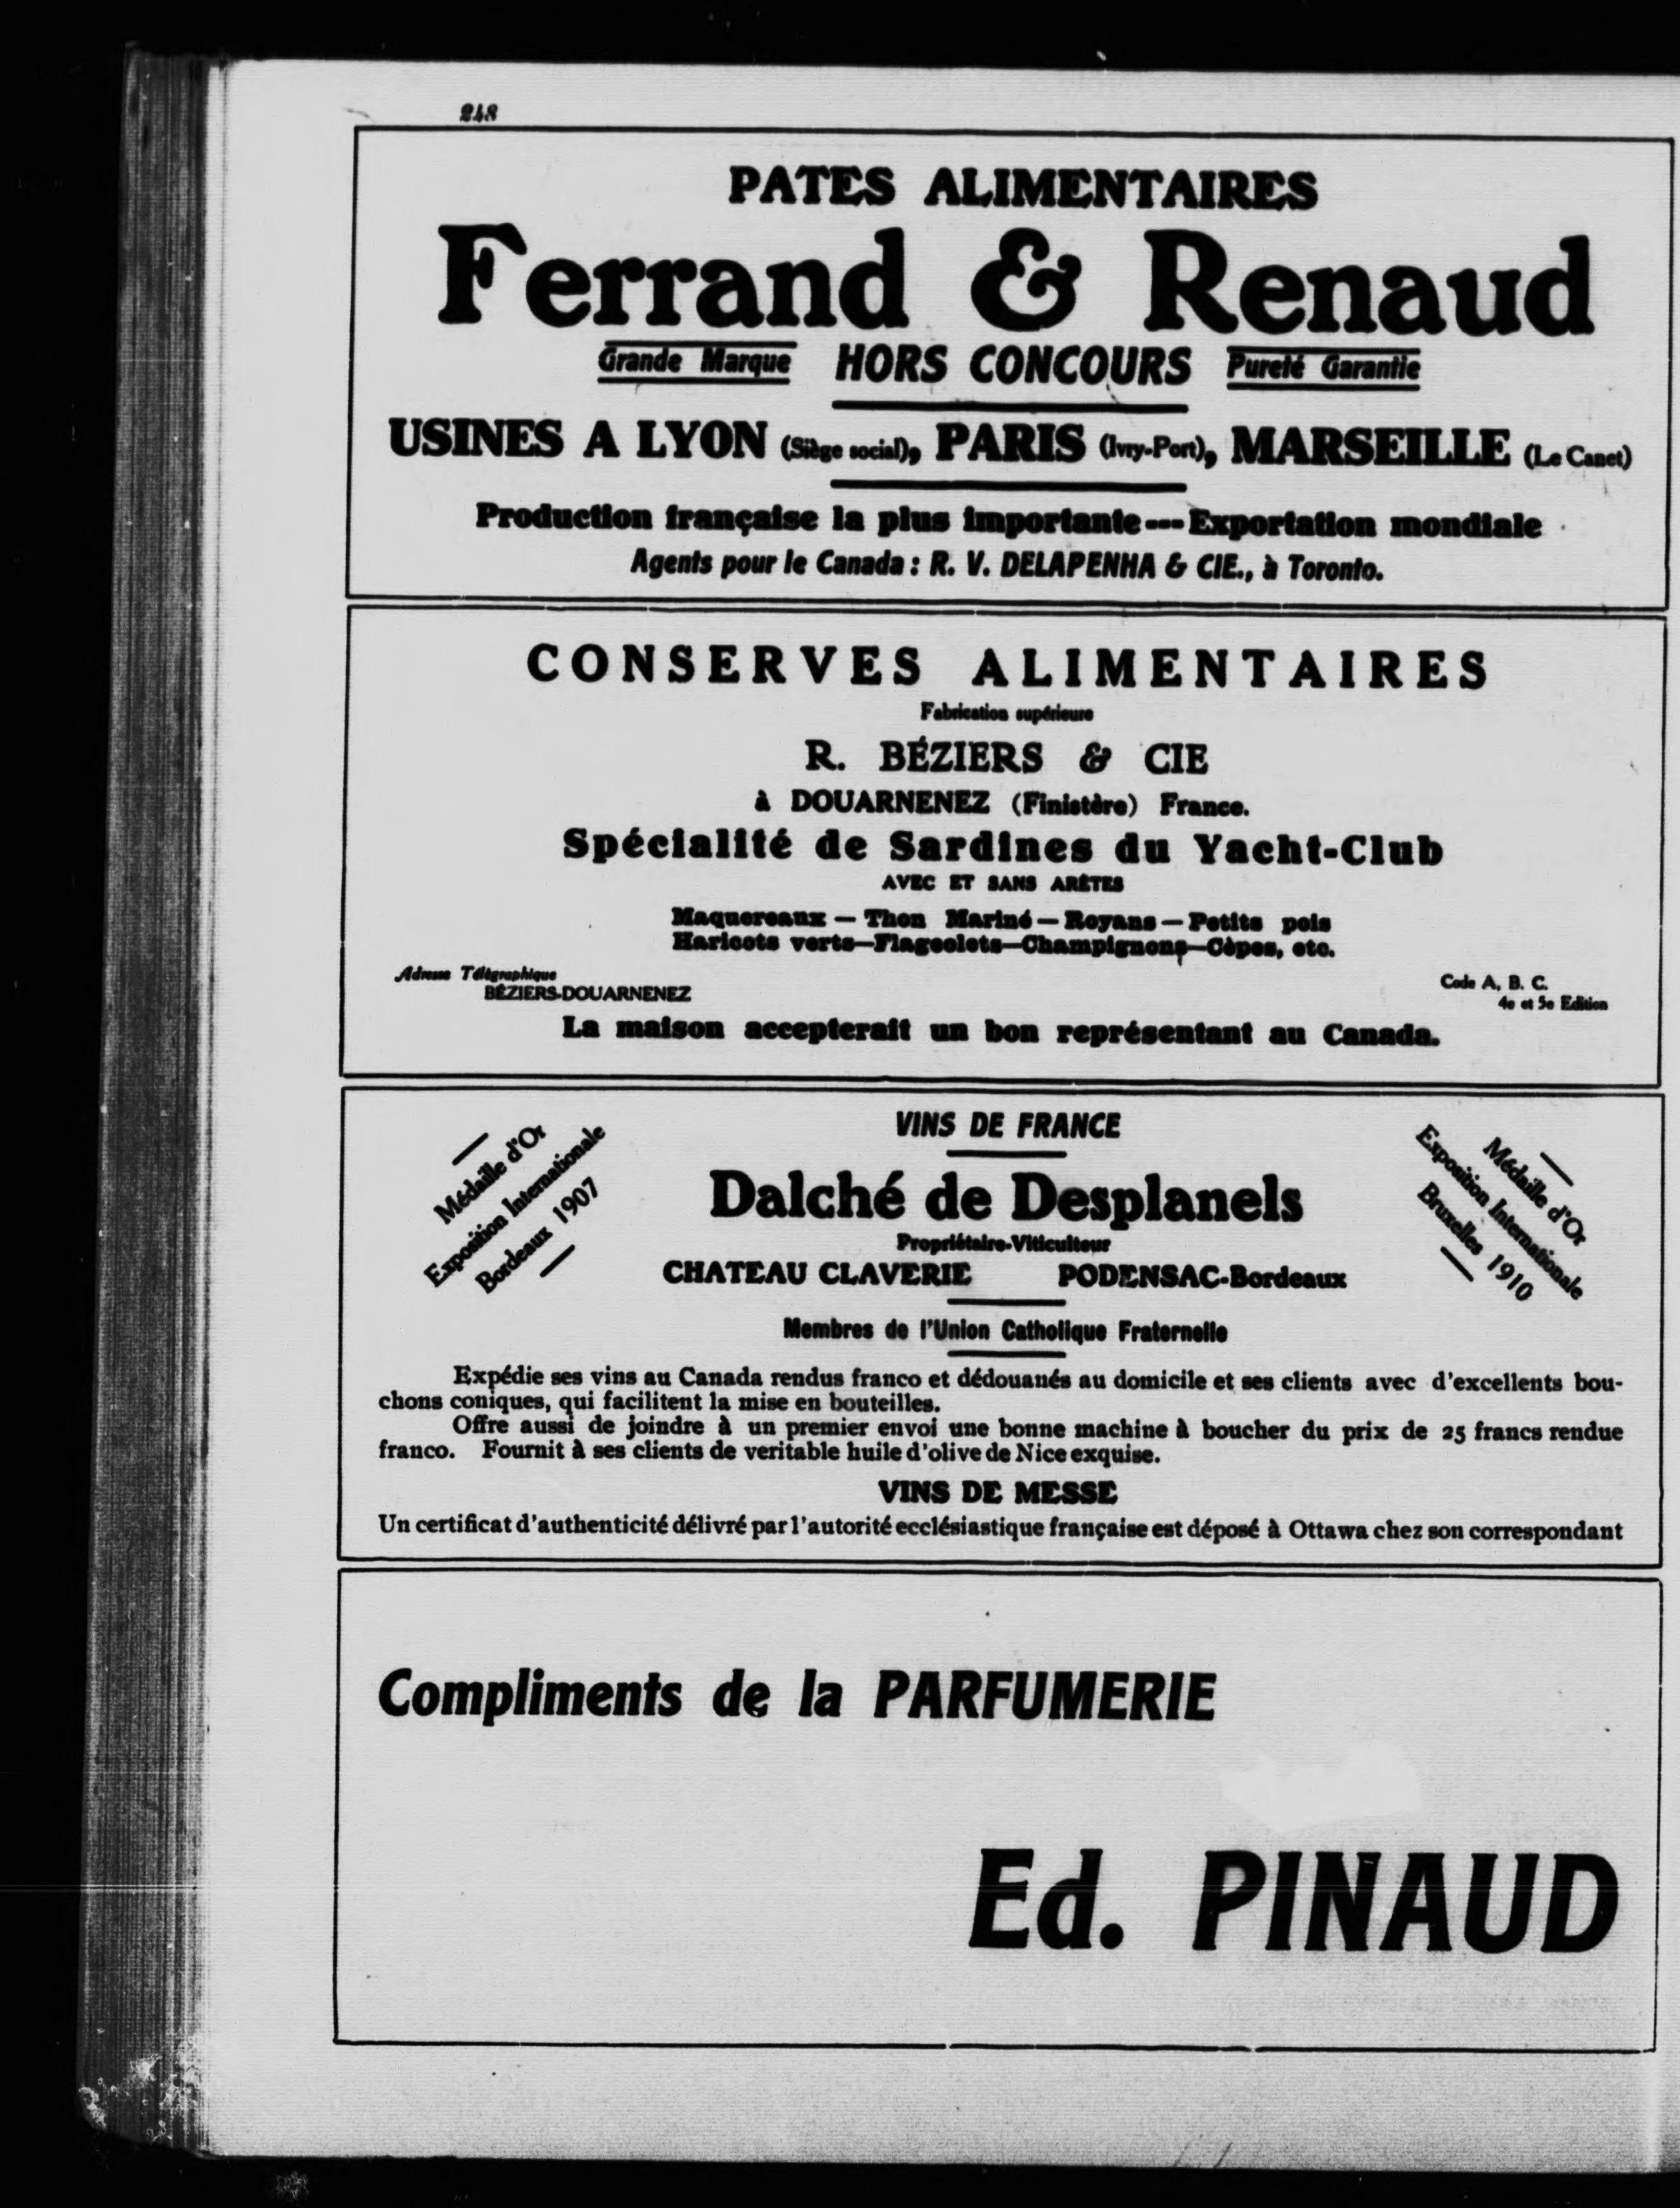 248
PATES ALIMENTAIRES
Ferrand & Renaud
Grande Marque HORS CONCOURS Pureté Garantie
USINES A LYON (Siège social), PARIS (Ivry-Port), MARSEILLE (Le Canet)
Production française la plus importante---Exportation mondiale
Agents pour le Canada : R. V. DELAPENHA & CIE., à Toronto.
CONSERVES ALIMENTAIRES
Fabrication supérieure
R. BÉZIERS & CIE
à DOUARNENEZ (Finistère) France.
Spécialité de Sardines du Yacht-Club
AVEC ET SANS ARÊTES
Maquereaux — Thon Mariné — Royans — Petits pois
Haricots verts—Flageolets—Champignons—Cèpes, etc.
Adresse Télégraphique
BÉZIERS-DOUARNENEZ
Code A, B. C.
4e et 5e Edition
La maison accepterait un bon représentant au Canada.
Médaille d'Or
Exposition Internationale
Bordeaux 1907
VINS DE FRANCE
Dalché de Desplanels
Propriétaire-Viticulteur
CHATEAU CLAVERIE PODENSAC-Bordeaux
Médaille d'Or
Exposition Internationale
Bruxelles 1910
Membres de l'Union Catholique Fraternelle
Expédie ses vins au Canada rendus franco et dédouanés au domicile et ses clients avec d'excellents bou-
chons coniques, qui facilitent la mise en bouteilles.
Offre aussi de joindre à un premier envoi une bonne machine à boucher du prix de 25 francs rendue
franco. Fournit à ses clients de veritable huile d'olive de Nice exquise.
VINS DE MESSE
Un certificat d'authenticité délivré par l'autorité ecclésiastique française est déposé à Ottawa chez son correspondant
Compliments de la PARFUMERIE
Ed. PINAUD